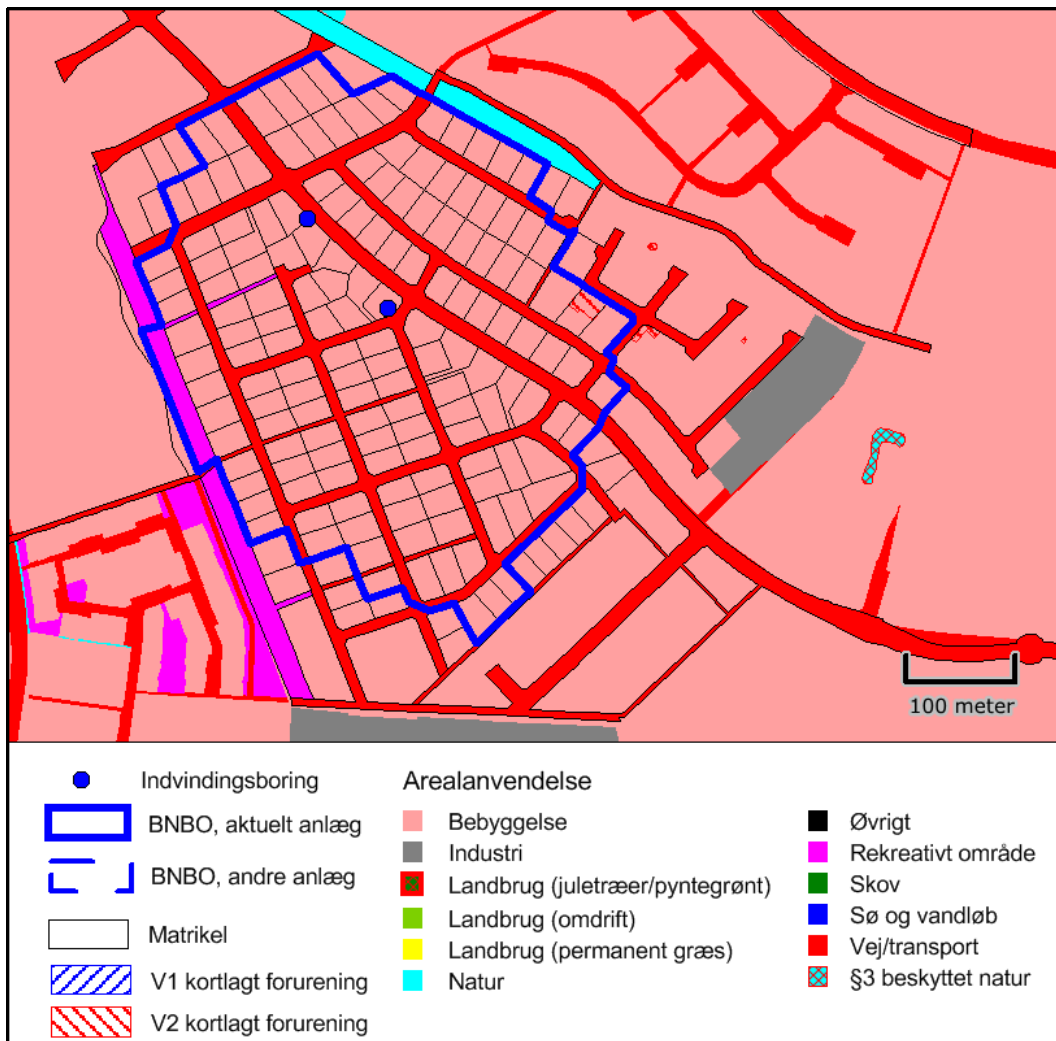 100 meter
Indvindingsboring
BNBO, aktuelt anlæg
BNBO, andre anlæg
Matrikel
V1 kortlagt forurening
V2 kortlagt forurening
Arealanvendelse
Bebyggelse
Industri
Landbrug (juletræer/pyntegrønt)
Landbrug (omdrift)
Landbrug (permanent græs)
Natur
Øvrigt
Rekreativt område
Skov
Sø og vandløb
Vej/transport
§3 beskyttet natur